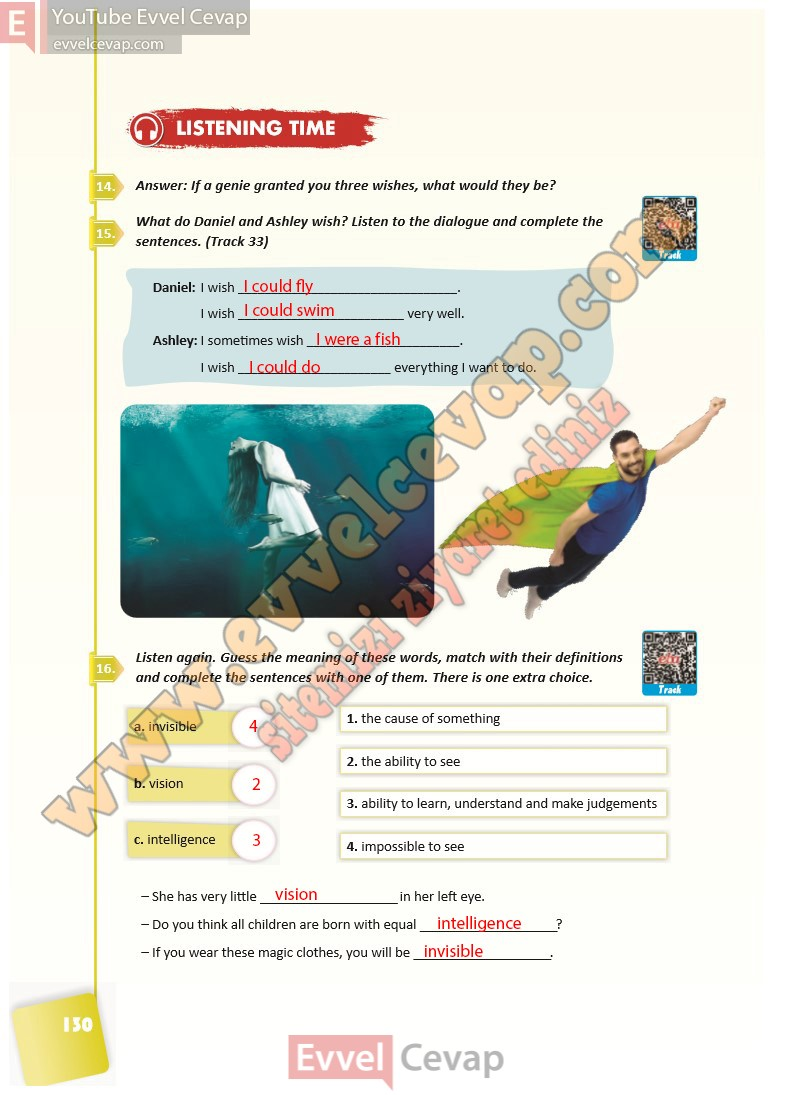 E
YouTube Evvel Cevap
evvelcevap.com
LISTENING TIME
14. Answer: If a genie granted you three wishes, what would they be?
15. What do Daniel and Ashley wish? Listen to the dialogue and complete the
sentences. (Track 33)
Track
Daniel: I wish I could fly.
I wish I could swim very well.
Ashley: I sometimes wish I were a fish.
I wish I could do everything I want to do.
www.evvelcevap.com
sitemizi ziyaret ediniz
16. Listen again. Guess the meaning of these words, match with their definitions
and complete the sentences with one of them. There is one extra choice.
Track
a. invisible 4
b. vision 2
c. intelligence 3
1. the cause of something
2. the ability to see
3. ability to learn, understand and make judgements
4. impossible to see
– She has very little vision in her left eye.
– Do you think all children are born with equal intelligence?
– If you wear these magic clothes, you will be invisible.
130
Evvel Cevap